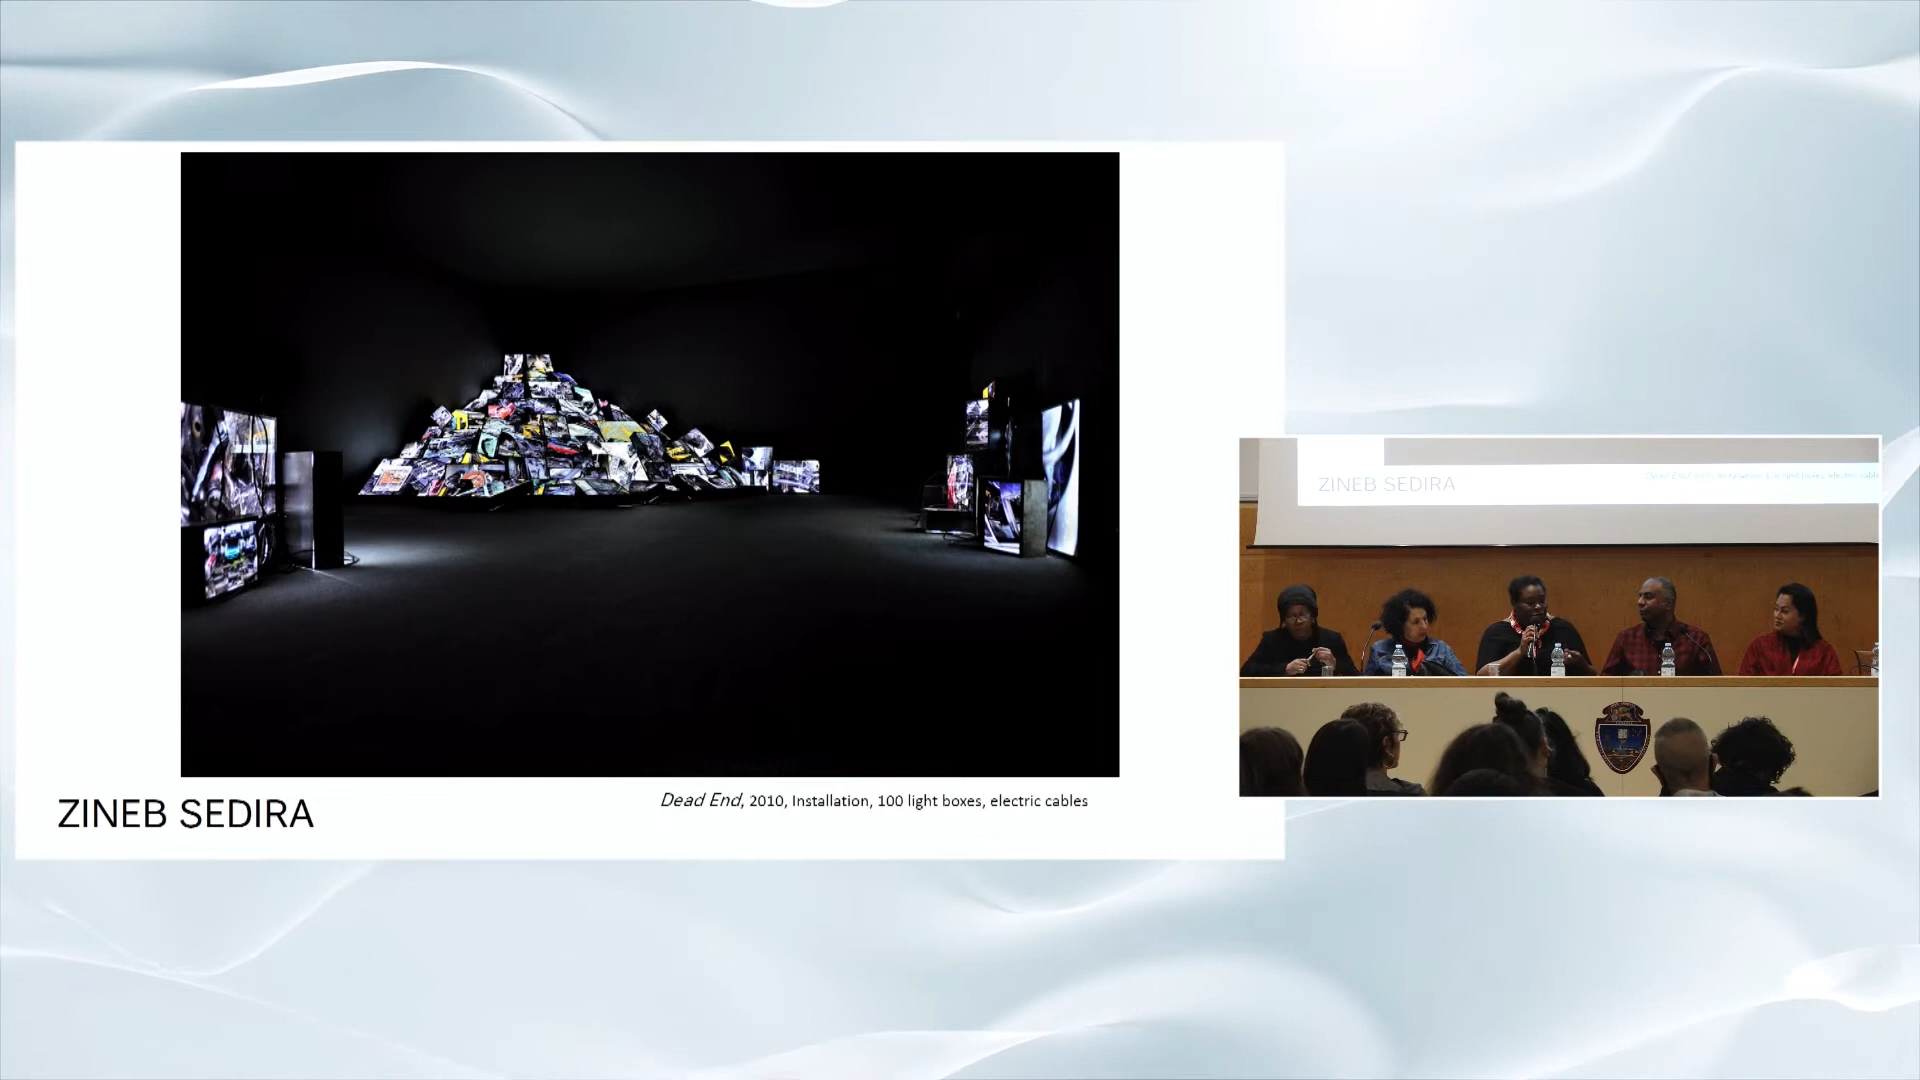 ZINEB SEDIRA
Dead End, 2010, Installation, 100 light boxes, electric cables
ZINEB SEDIRA